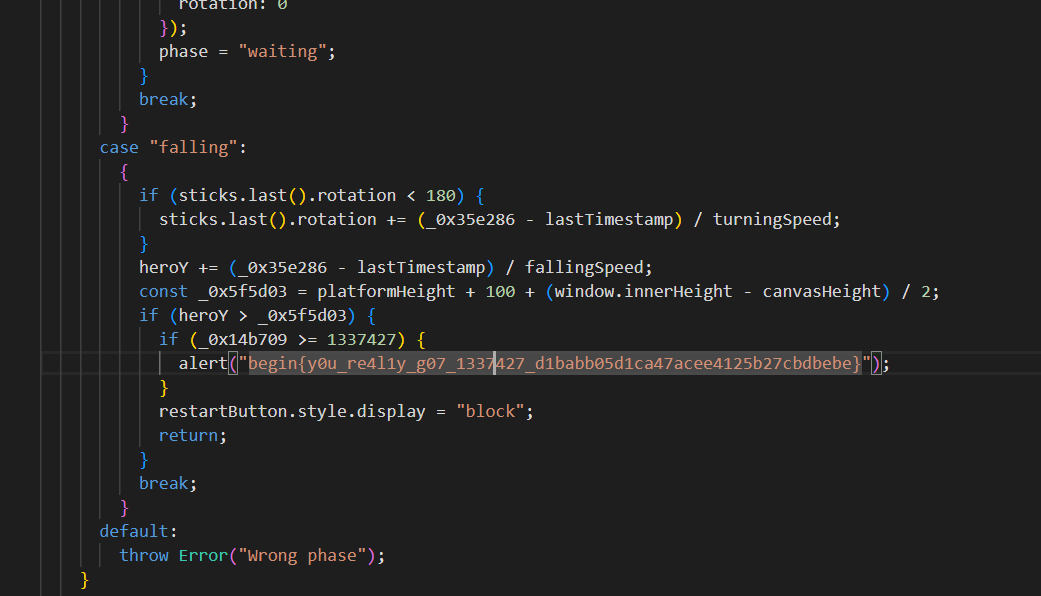 rotation: 0
});
phase = "waiting";
}
break;
}
case "falling":
{
if (sticks.last().rotation < 180) {
sticks.last().rotation += (_0x35e286 - lastTimestamp) / turningSpeed;
}
heroY += (_0x35e286 - lastTimestamp) / fallingSpeed;
const _0x5f5d03 = platformHeight + 100 + (window.innerHeight - canvasHeight) / 2;
if (heroY > _0x5f5d03) {
if (_0x14b709 >= 1337427) {
alert("begin{y0u_re4l1y_g07_1337427_d1babb05d1ca47acee4125b27cbdbebe}");
}
restartButton.style.display = "block";
return;
}
break;
}
default:
throw Error("Wrong phase");
}